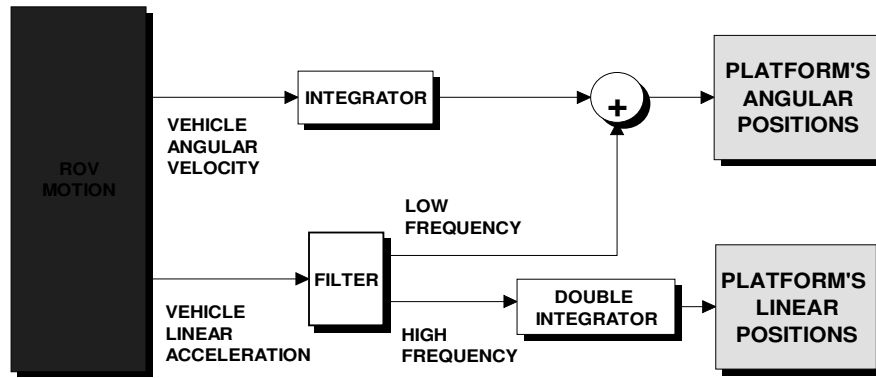 ROV
MOTION
VEHICLE
ANGULAR
VELOCITY
INTEGRATOR
+
PLATFORM'S
ANGULAR
POSITIONS
LOW
FREQUENCY
VEHICLE
LINEAR
ACCELERATION
FILTER
HIGH
FREQUENCY
DOUBLE
INTEGRATOR
PLATFORM'S
LINEAR
POSITIONS